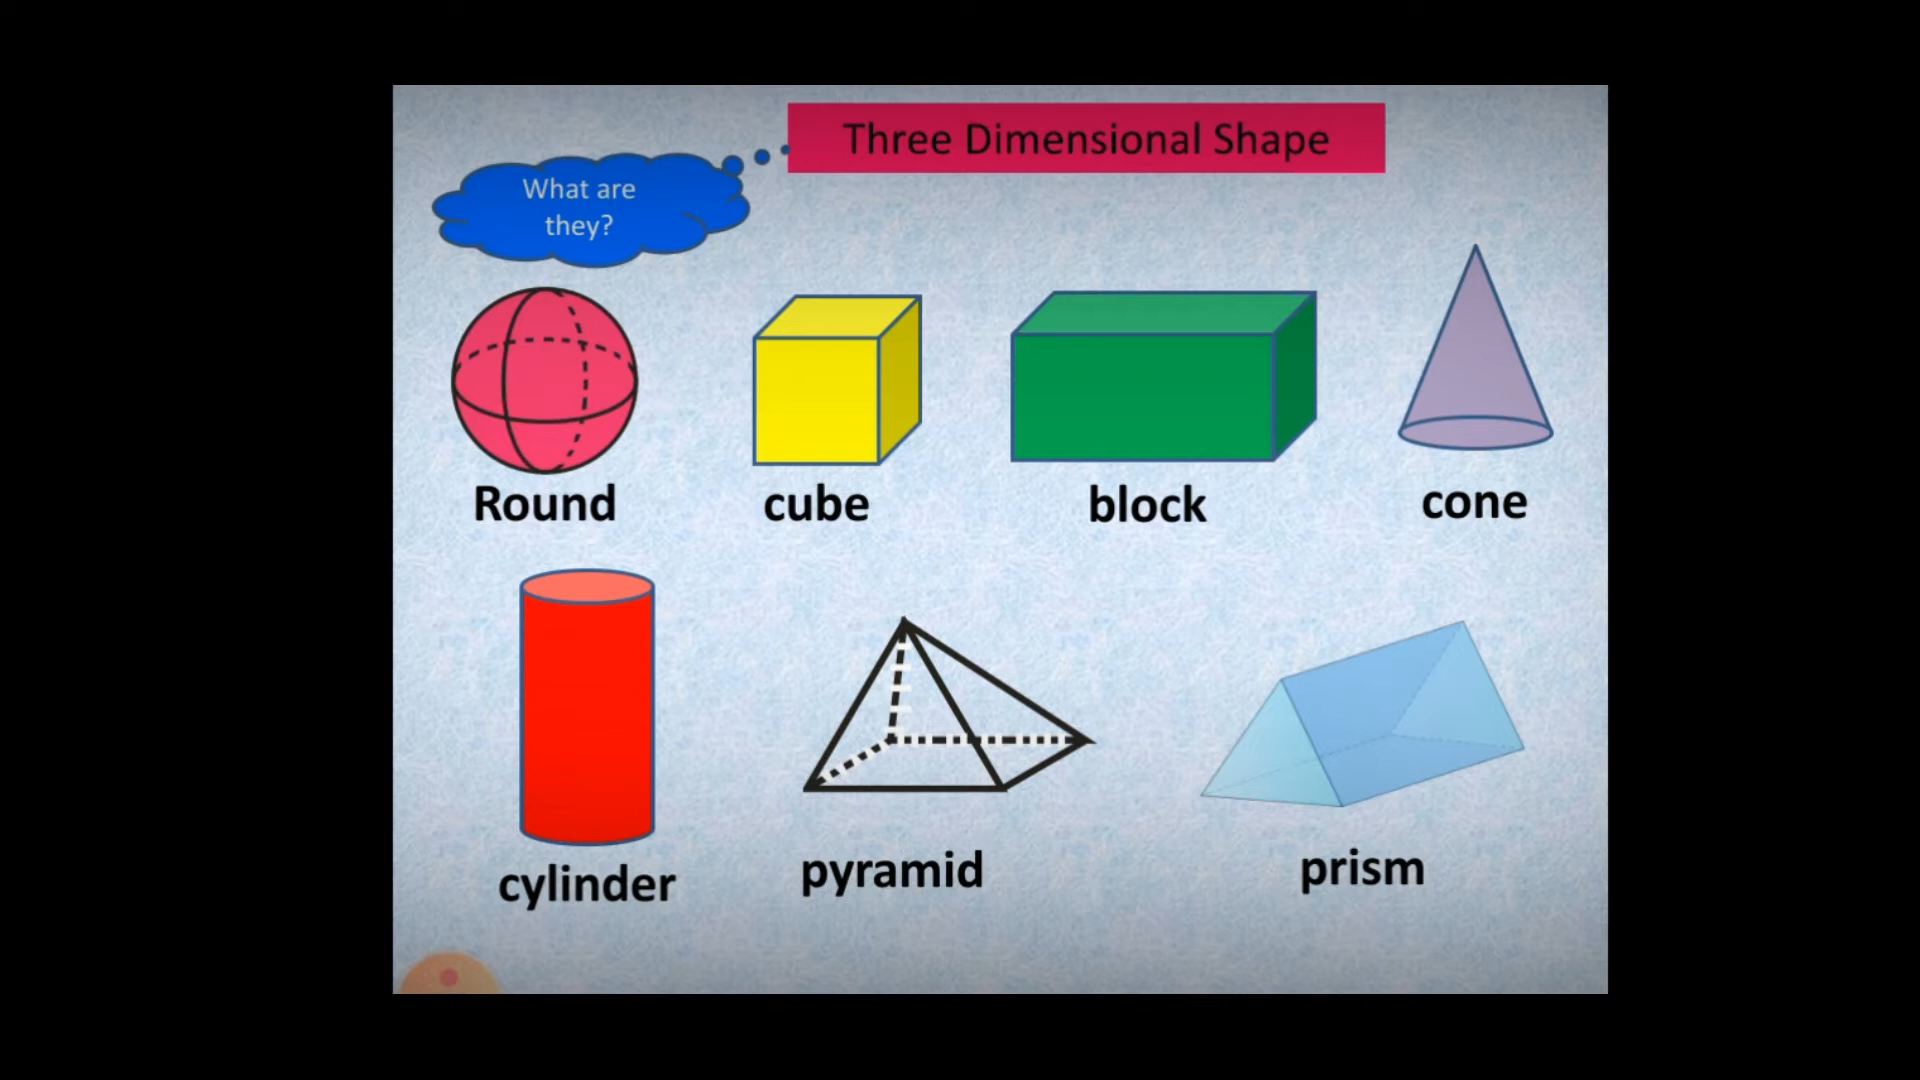 Three Dimensional Shape
What are
they?
Round
cube
block
cone
cylinder
pyramid
prism